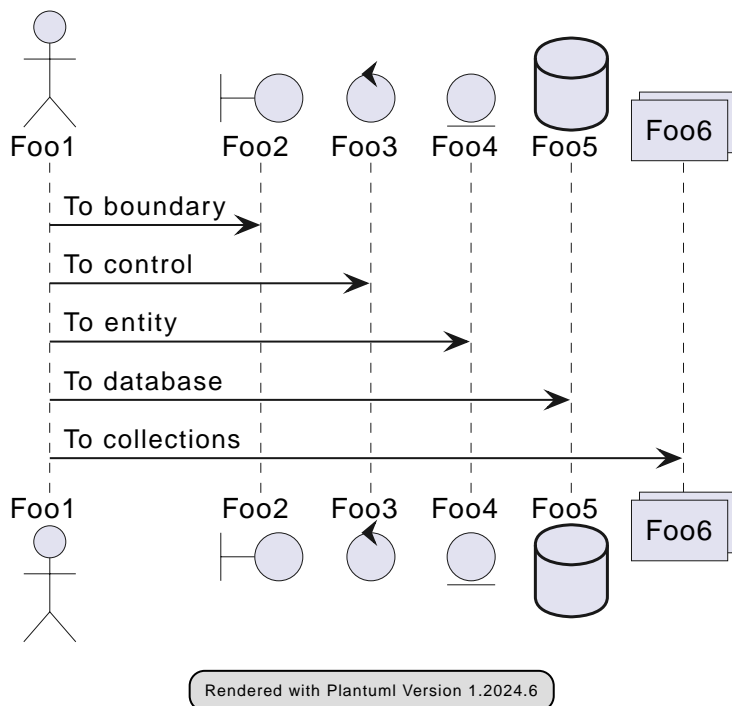 Foo1 Foo2 Foo3 Foo4 Foo5 Foo6
To boundary
To control
To entity
To database
To collections
Foo1 Foo2 Foo3 Foo4 Foo5 Foo6
Rendered with Plantuml Version 1.2024.6